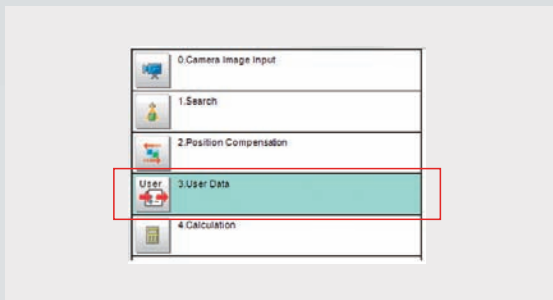 0.Camera Image Input
1.Search
2.Position Compensation
User
3.User Data
4.Calculation